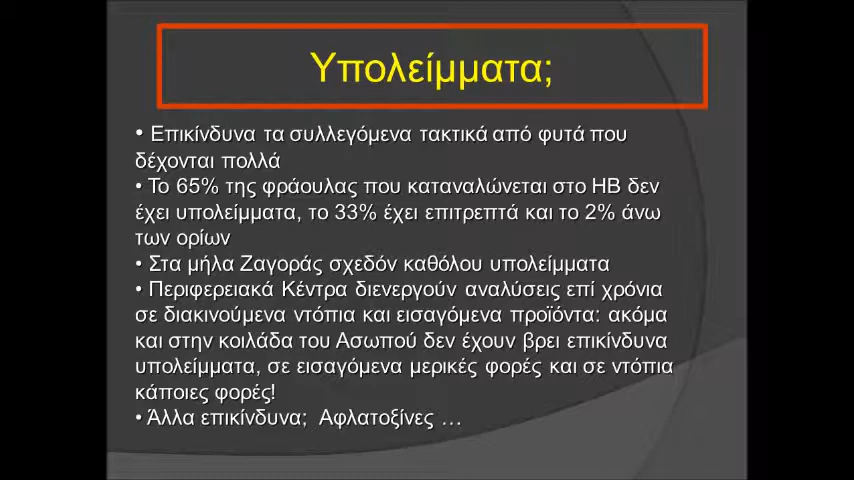 Υπολείμματα;
• Επικίνδυνα τα συλλεγόμενα τακτικά από φυτά που
δέχονται πολλά
• Το 65% της φράουλας που καταναλώνεται στο ΗΒ δεν
έχει υπολείμματα, το 33% έχει επιτρεπτά και το 2% άνω
των ορίων
• Στα μήλα Ζαγοράς σχεδόν καθόλου υπολείμματα
• Περιφερειακά Κέντρα διενεργούν αναλύσεις επί χρόνια
σε διακινούμενα ντόπια και εισαγόμενα προϊόντα: ακόμα
και στην κοιλάδα του Ασωπού δεν έχουν βρει επικίνδυνα
υπολείμματα, σε εισαγόμενα μερικές φορές και σε ντόπια
κάποιες φορές!
• Άλλα επικίνδυνα; Αφλατοξίνες …